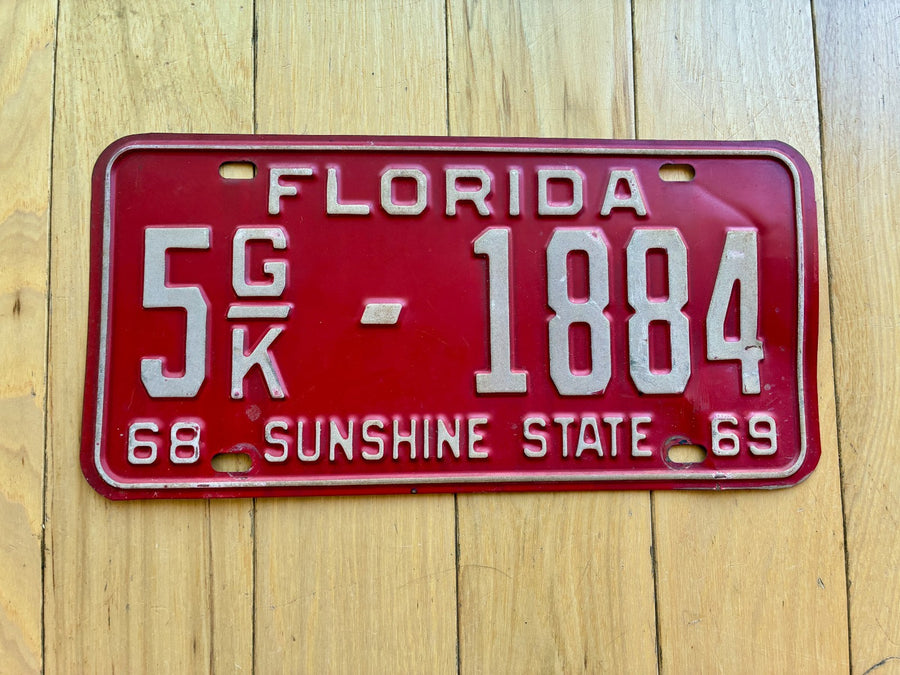 FLORIDA
5 G/K - 1884
68 SUNSHINE STATE 69